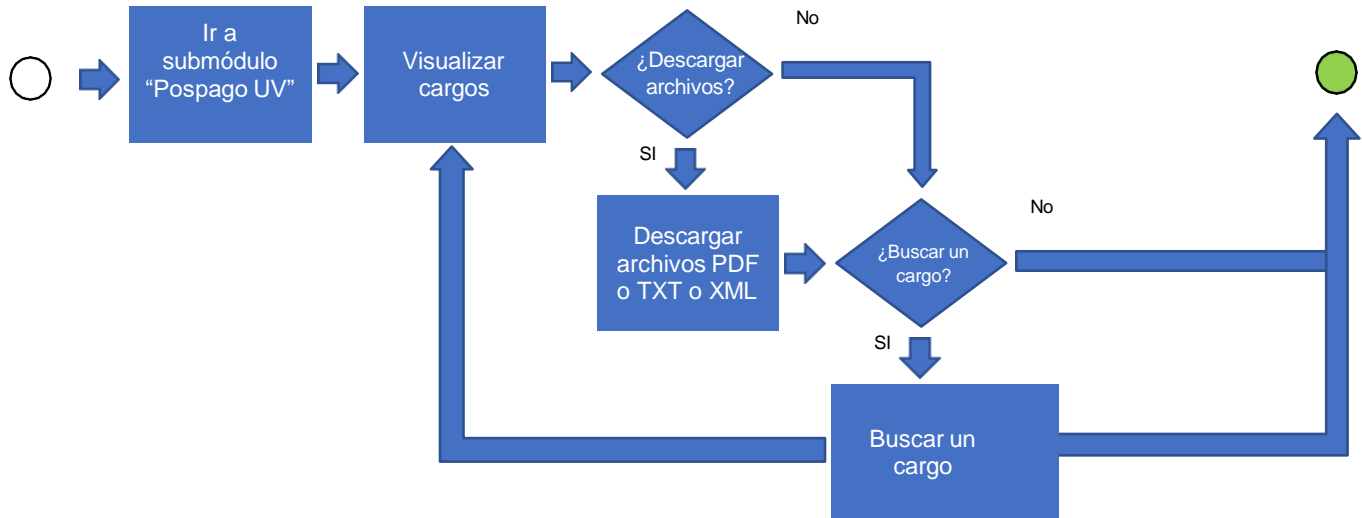 Ir a
submódulo
“Pospago UV”
Visualizar
cargos
¿Descargar
archivos?
No
SI
Descargar
archivos PDF
o TXT o XML
¿Buscar un
cargo?
No
SI
Buscar un
cargo